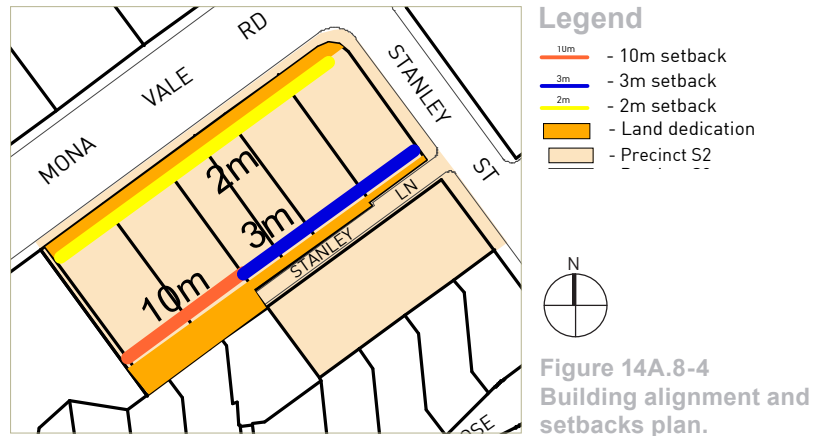 MONA VALE RD
STANLEY ST
2m
3m
10m
STANLEY LN
OSE
Legend
10m - 10m setback
3m - 3m setback
2m - 2m setback
- Land dedication
- Precinct S2
N
Figure 14A.8-4
Building alignment and
setbacks plan.